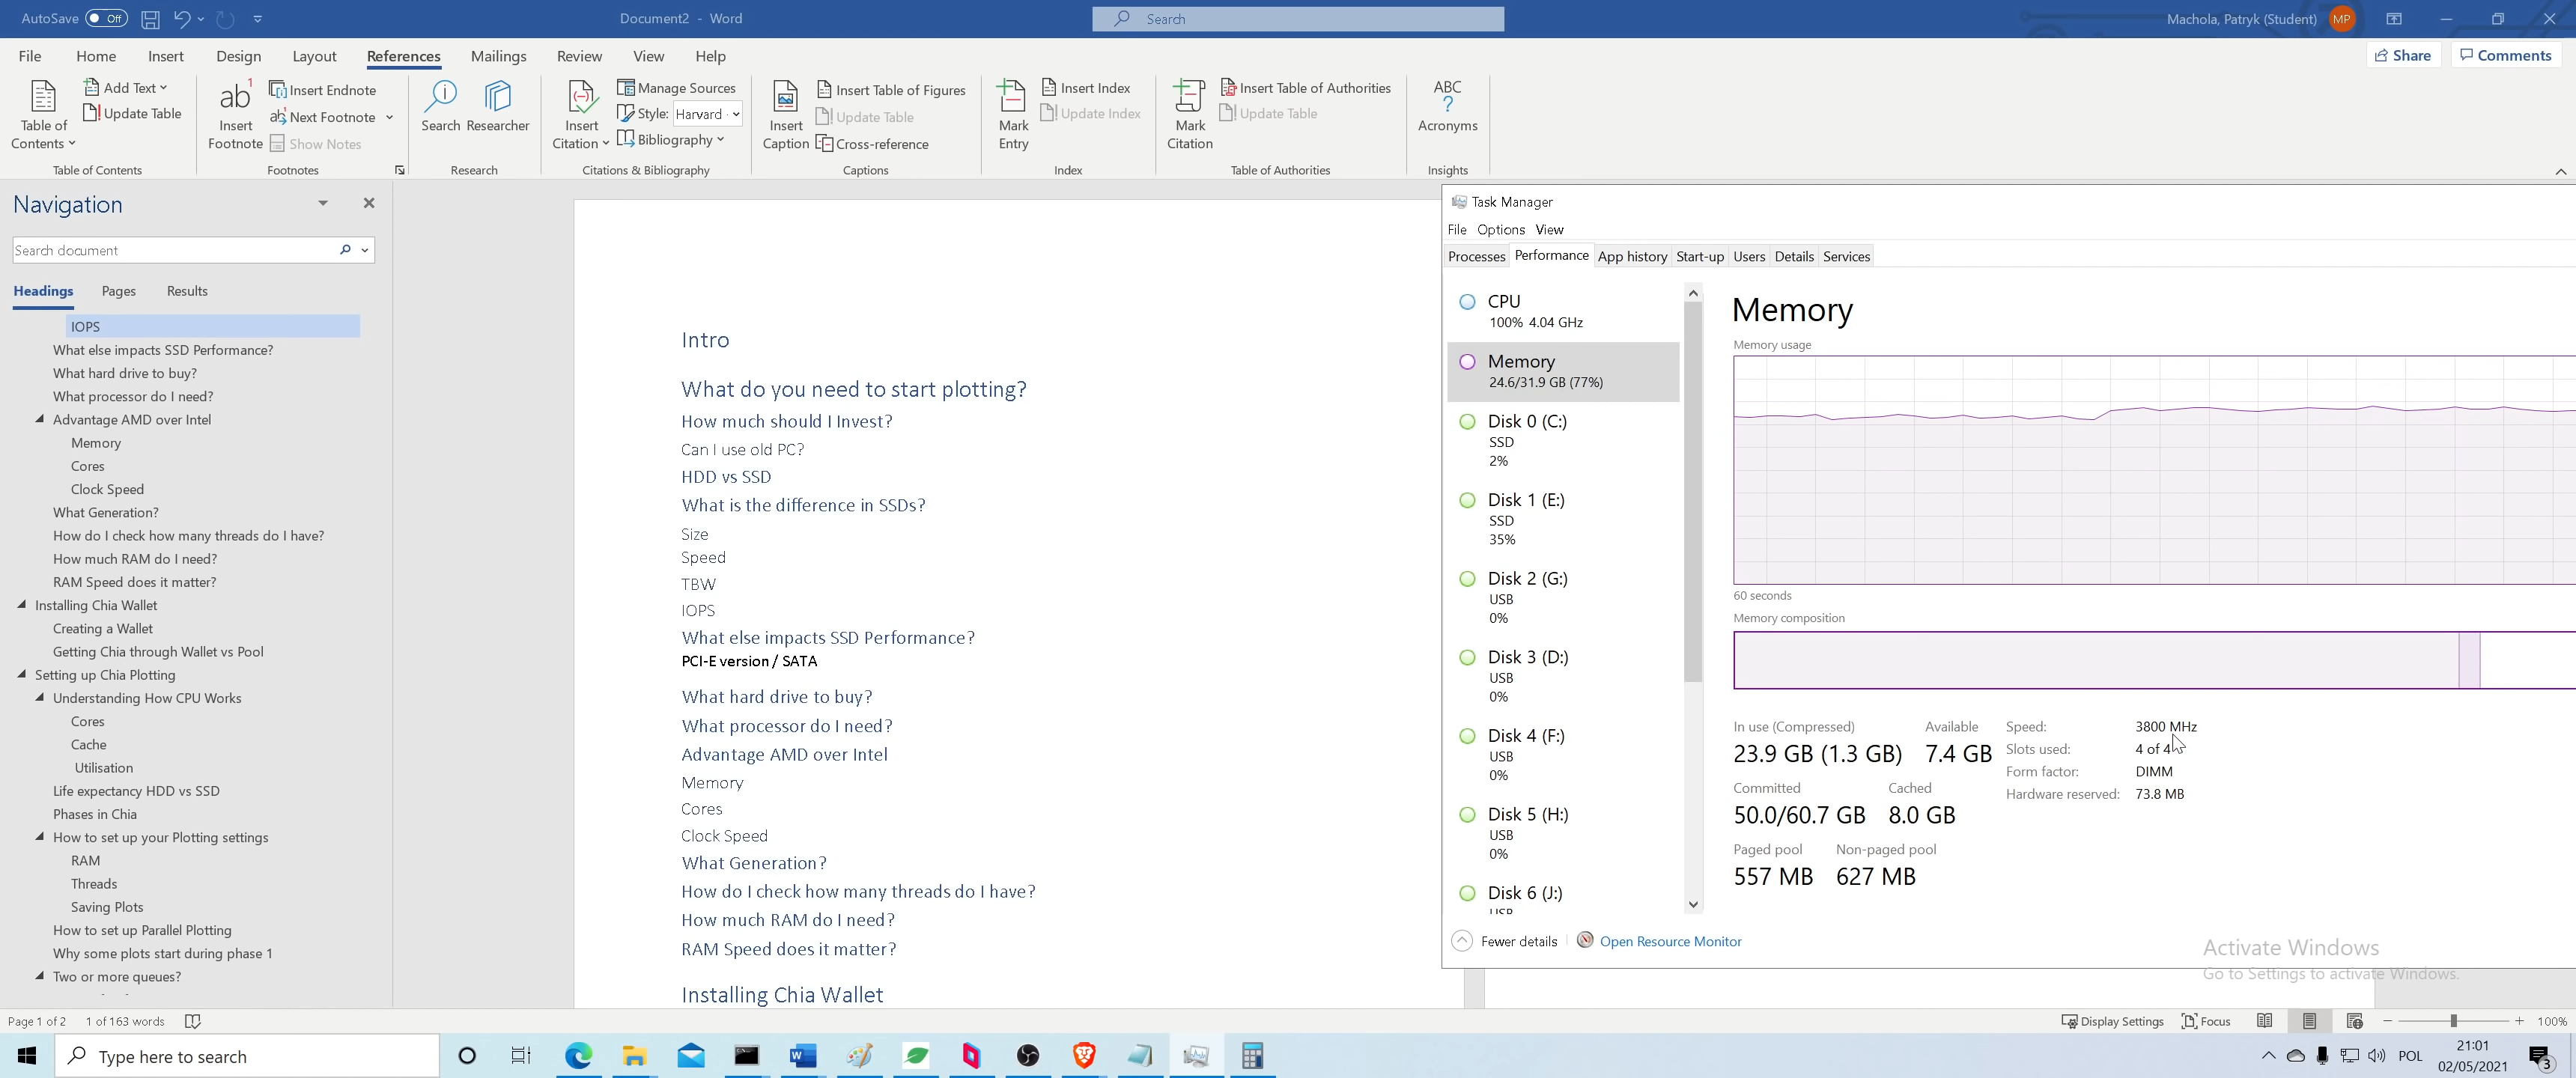 AutoSave Off
Document2 - Word
Search
Machola, Patryk (Student) MP
File Home Insert Design Layout References Mailings Review View Help
Share Comments
Table of Contents
Add Text
Update Table
Table of Contents
ab 1
Insert Footnote
Insert Endnote
Next Footnote
Show Notes
Footnotes
Search
Researcher
Research
Insert Citation
Manage Sources
Style: Harvard
Bibliography
Citations & Bibliography
Insert Caption
Insert Table of Figures
Update Table
Cross-reference
Captions
Mark Entry
Insert Index
Update Index
Index
Mark Citation
Insert Table of Authorities
Update Table
Table of Authorities
ABC
?
Acronyms
Insights
Navigation
Search document
Headings Pages Results
IOPS
What else impacts SSD Performance?
What hard drive to buy?
What processor do I need?
Advantage AMD over Intel
Memory
Cores
Clock Speed
What Generation?
How do I check how many threads do I have?
How much RAM do I need?
RAM Speed does it matter?
Installing Chia Wallet
Creating a Wallet
Getting Chia through Wallet vs Pool
Setting up Chia Plotting
Understanding How CPU Works
Cores
Cache
Utilisation
Life expectancy HDD vs SSD
Phases in Chia
How to set up your Plotting settings
RAM
Threads
Saving Plots
How to set up Parallel Plotting
Why some plots start during phase 1
Two or more queues?
Intro
What do you need to start plotting?
How much should I Invest?
Can I use old PC?
HDD vs SSD
What is the difference in SSDs?
Size
Speed
TBW
IOPS
What else impacts SSD Performance?
PCI-E version / SATA
What hard drive to buy?
What processor do I need?
Advantage AMD over Intel
Memory
Cores
Clock Speed
What Generation?
How do I check how many threads do I have?
How much RAM do I need?
RAM Speed does it matter?
Installing Chia Wallet
Task Manager
File Options View
Processes Performance App history Start-up Users Details Services
CPU
100% 4.04 GHz
Memory
24.6/31.9 GB (77%)
Disk 0 (C:)
SSD
2%
Disk 1 (E:)
SSD
35%
Disk 2 (G:)
USB
0%
Disk 3 (D:)
USB
0%
Disk 4 (F:)
USB
0%
Disk 5 (H:)
USB
0%
Disk 6 (J:)
USB
Memory
Memory usage
60 seconds
Memory composition
In use (Compressed) Available
23.9 GB (1.3 GB) 7.4 GB
Committed Cached
50.0/60.7 GB 8.0 GB
Paged pool Non-paged pool
557 MB 627 MB
Speed: 3800 MHz
Slots used: 4 of 4
Form factor: DIMM
Hardware reserved: 73.8 MB
Fewer details Open Resource Monitor
Activate Windows
Go to Settings to activate Windows.
Page 1 of 2 1 of 163 words
Display Settings Focus 100%
Type here to search
POL
21:01
02/05/2021
3